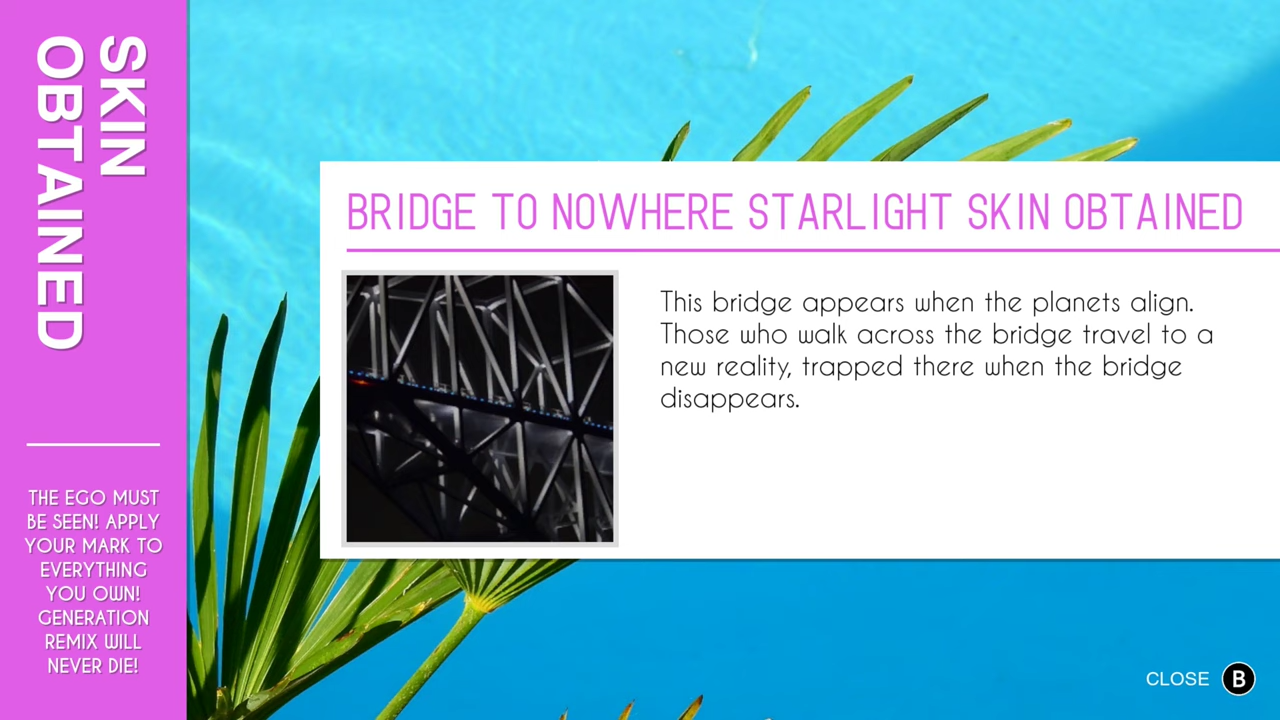 SKIN
OBTAINED
THE EGO MUST
BE SEEN! APPLY
YOUR MARK TO
EVERYTHING
YOU OWN!
GENERATION
REMIX WILL
NEVER DIE!
BRIDGE TO NOWHERE STARLIGHT SKIN OBTAINED
This bridge appears when the planets align.
Those who walk across the bridge travel to a
new reality, trapped there when the bridge
disappears.
CLOSE B